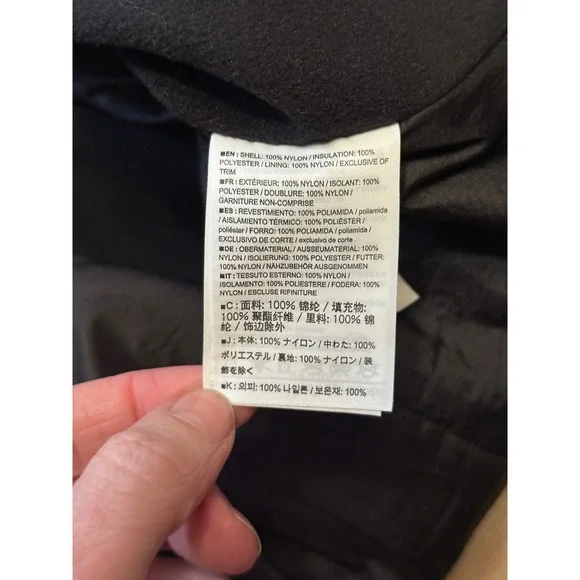 ■EN: SHELL: 100% NYLON / INSULATION: 100%
POLYESTER / LINING: 100% NYLON / EXCLUSIVE OF
TRIM
■FR: EXTÉRIEUR: 100% NYLON / ISOLANT: 100%
POLYESTER / DOUBLURE: 100% NYLON /
GARNITURE NON-COMPRISE
■ES: REVESTIMIENTO: 100% POLIAMIDA / poliamida
/ AISLAMIENTO TÉRMICO: 100% POLIÉSTER /
poliéster / FORRO: 100% POLIAMIDA / poliamida /
EXCLUSIVO DE CORTE / exclusivo de corte
■DE: OBERMATERIAL / AUSSEUMATERIAL: 100%
NYLON / ISOLIERUNG: 100% POLYESTER / FUTTER:
100% NYLON / NÄHZUBEHÖR AUSGENOMMEN
■IT: TESSUTO ESTERNO: 100% NYLON /
ISOLAMENTO: 100% POLIESTERE / FODERA: 100%
NYLON / ESCLUSE RIFINITURE
■C: 面料: 100% 锦纶 / 填充物:
100% 聚酯纤维 / 里料: 100% 锦
纶 / 饰边除外
■J: 本体: 100% ナイロン / 中わた: 100%
ポリエステル / 裏地: 100% ナイロン / 装
飾を除く
■K: 외피: 100% 나일론 / 보온재: 100%